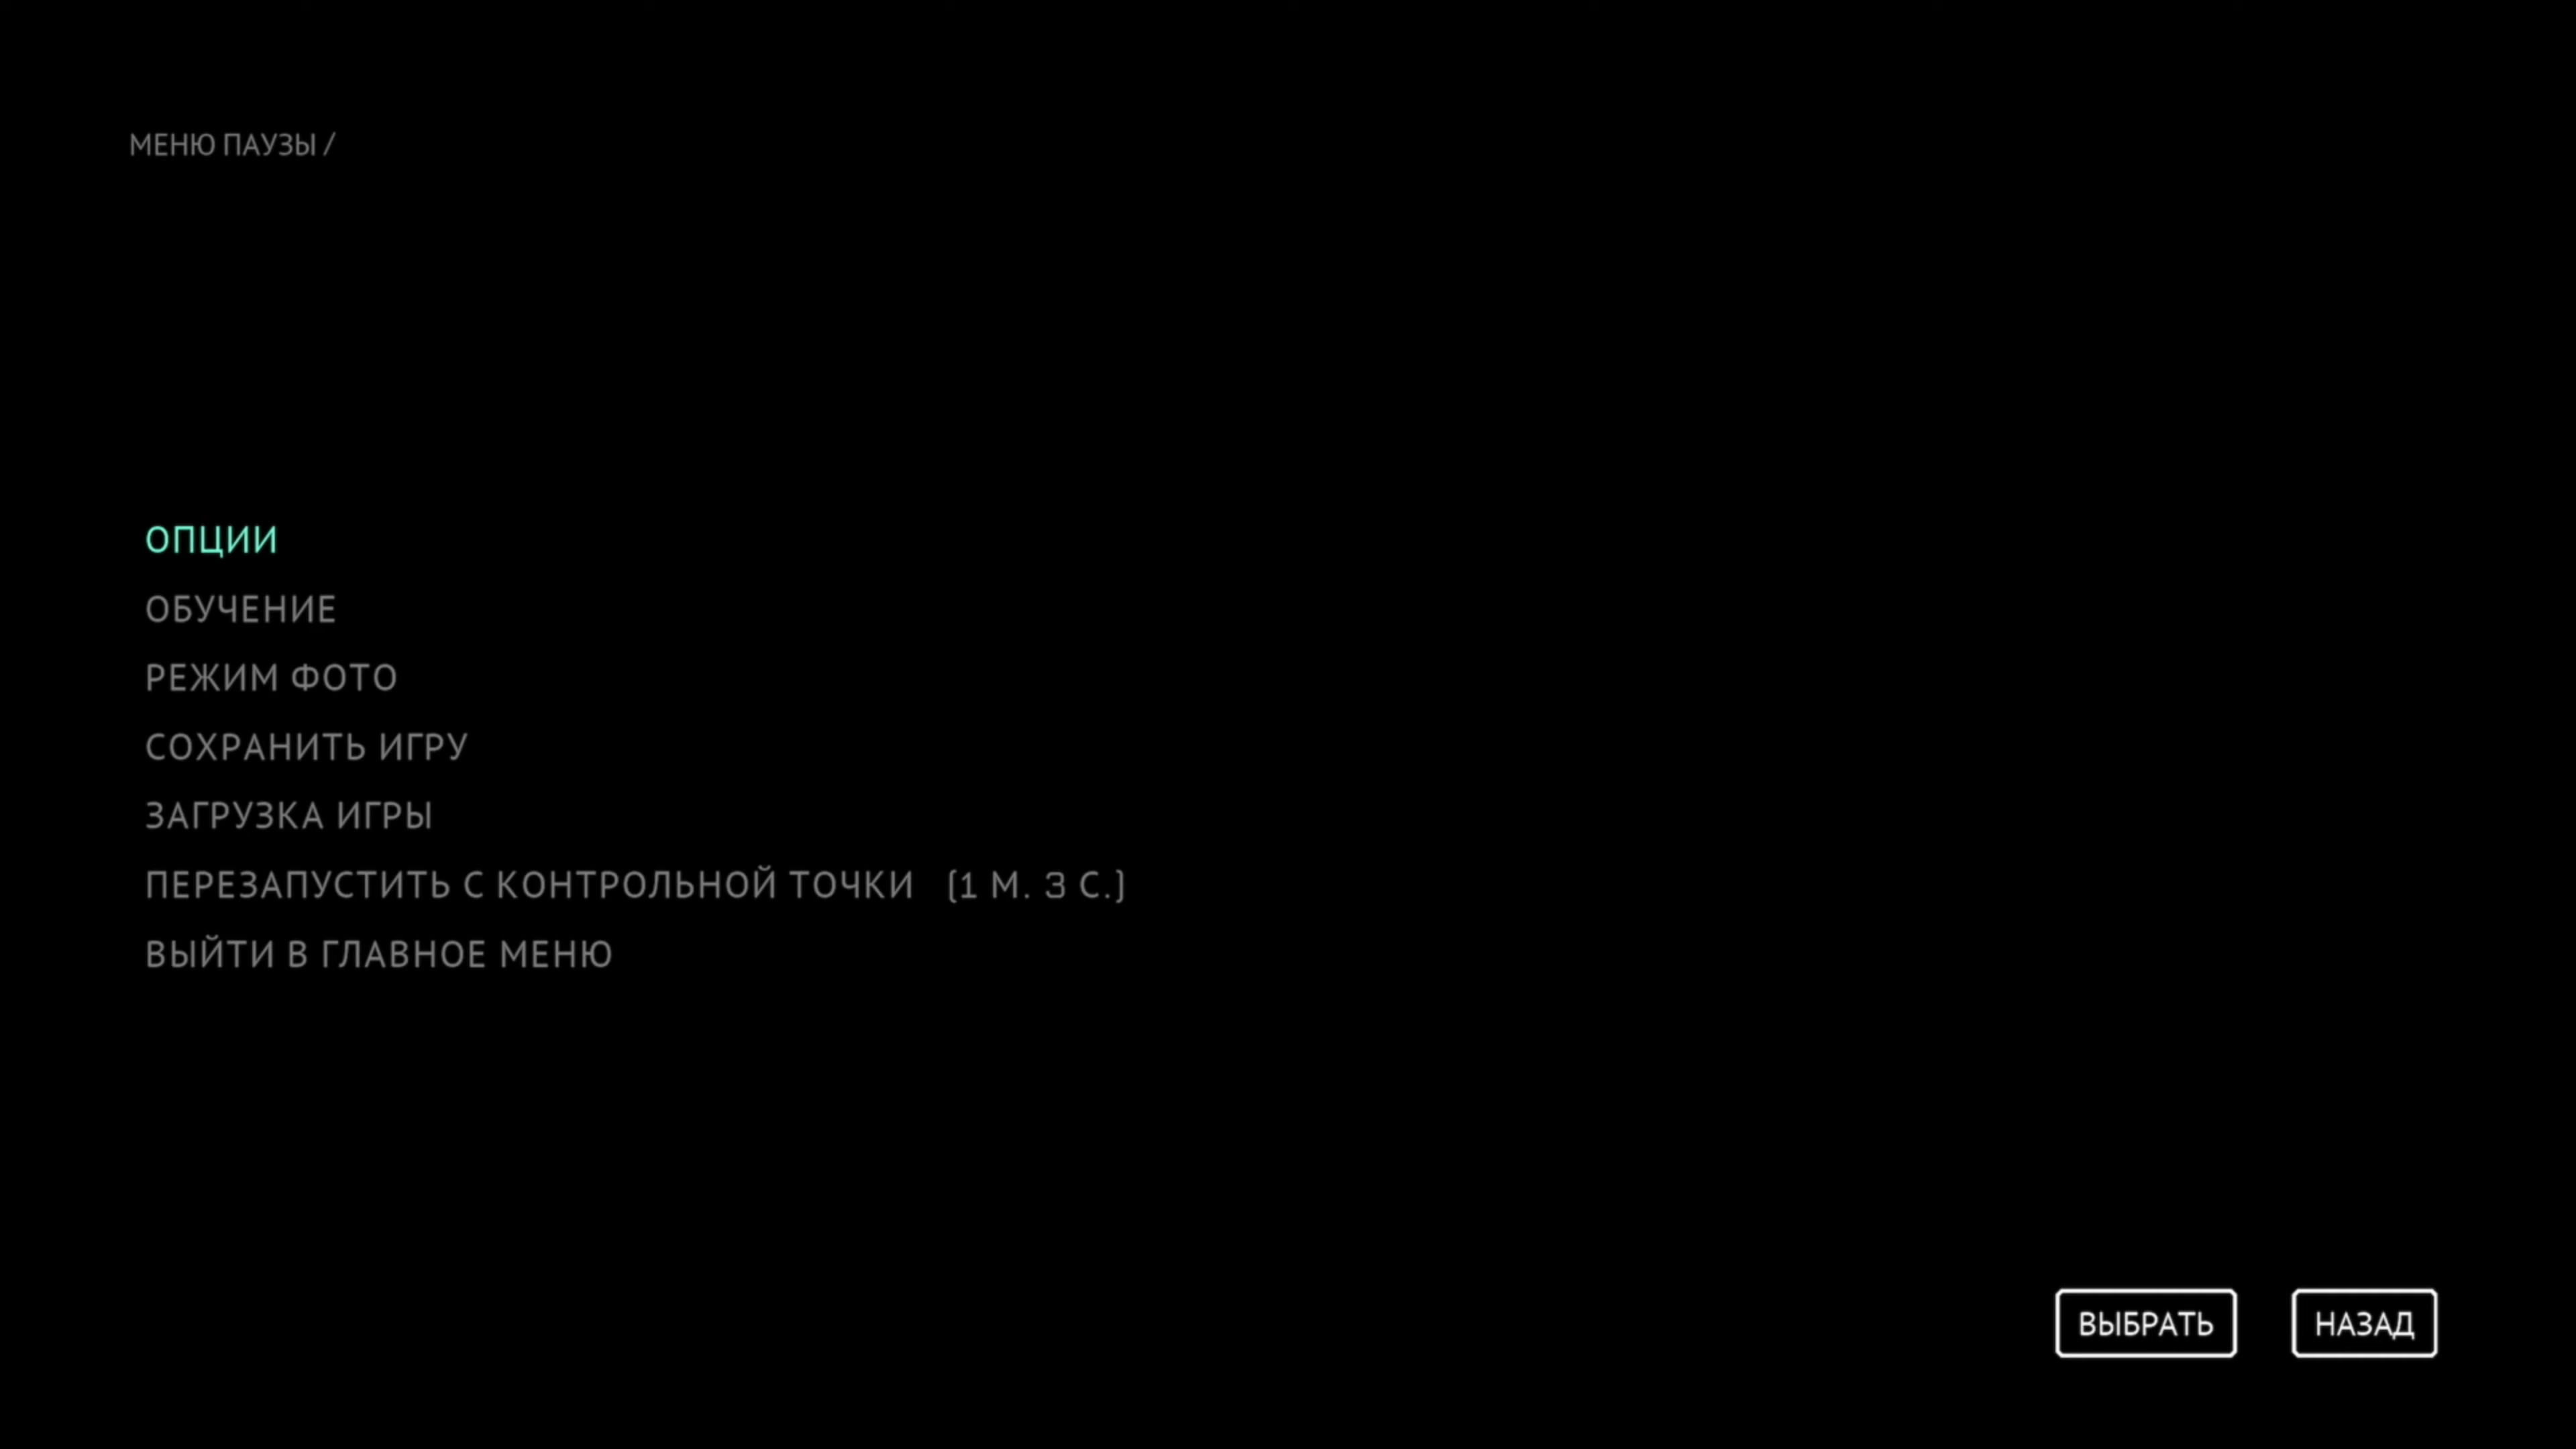 МЕНЮ ПАУЗЫ /
ОПЦИИ
ОБУЧЕНИЕ
РЕЖИМ ФОТО
СОХРАНИТЬ ИГРУ
ЗАГРУЗКА ИГРЫ
ПЕРЕЗАПУСТИТЬ С КОНТРОЛЬНОЙ ТОЧКИ (1 М. 3 С.)
ВЫЙТИ В ГЛАВНОЕ МЕНЮ
ВЫБРАТЬ НАЗАД